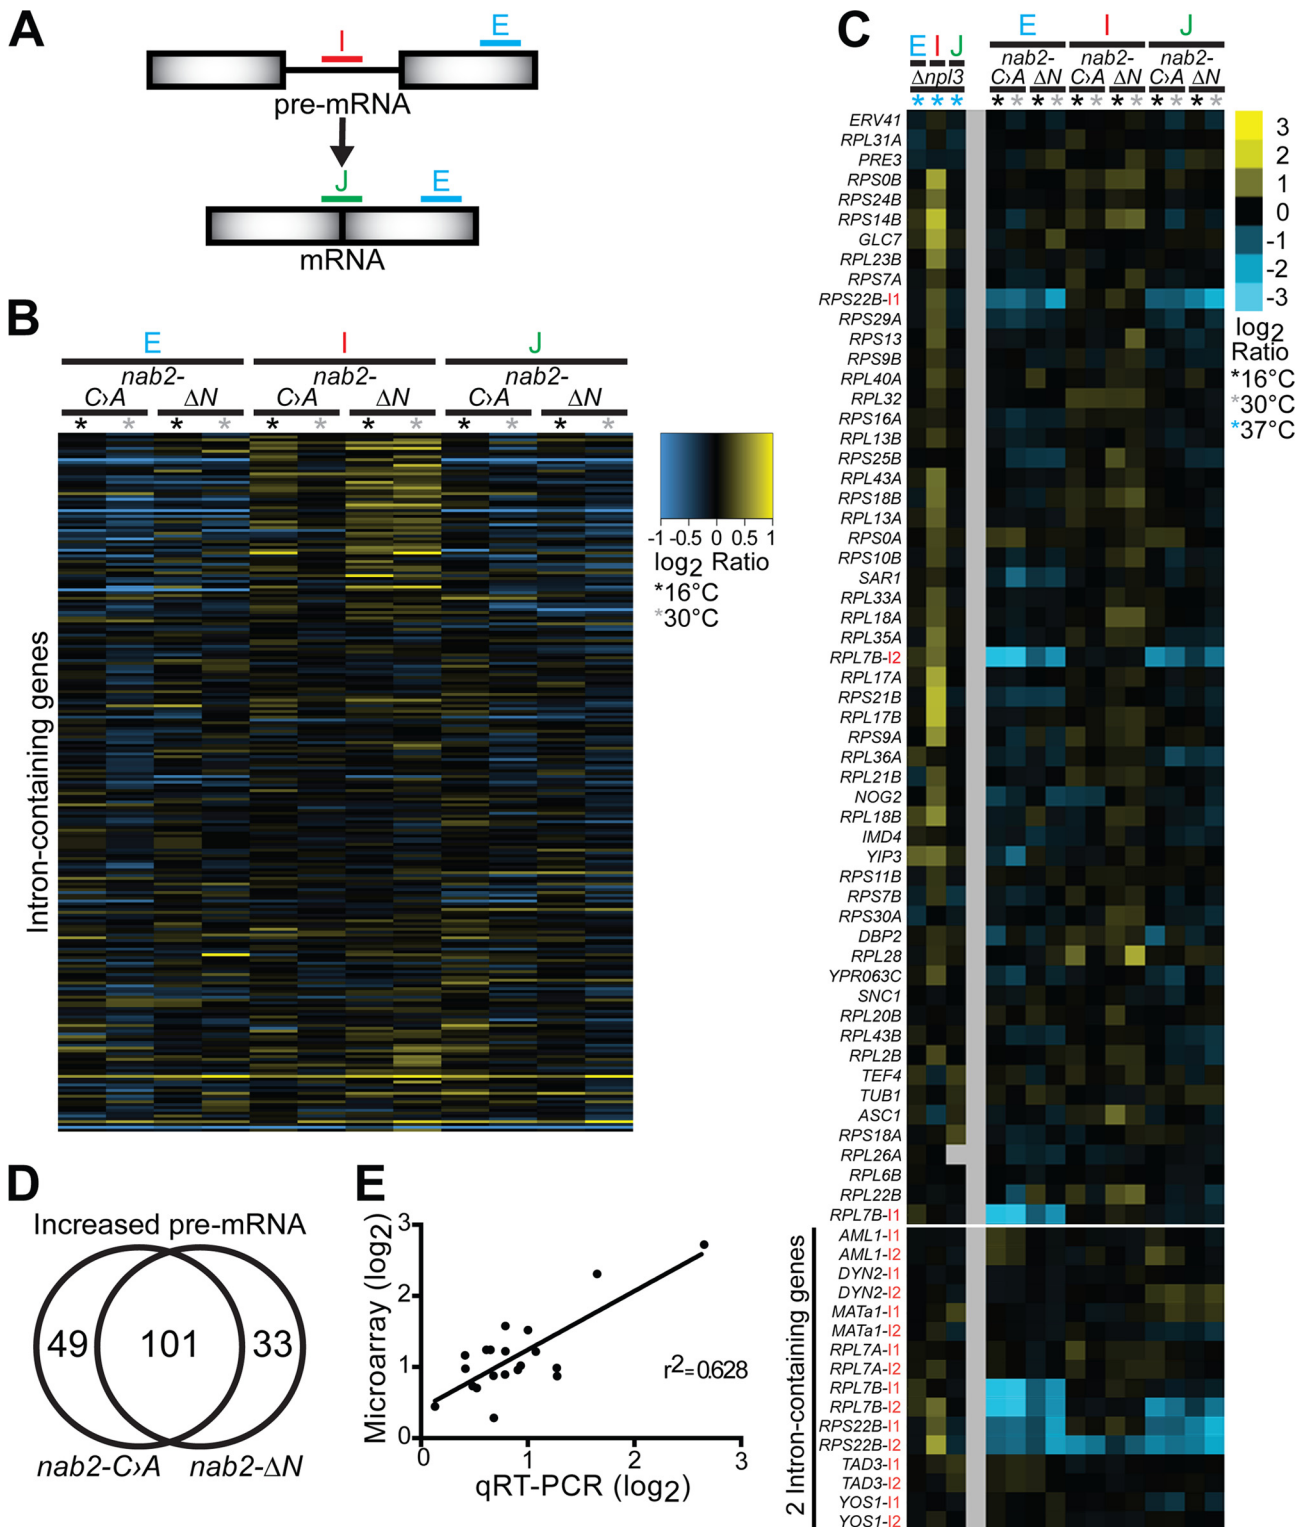 A
I
E
pre-mRNA
J
E
mRNA
B
E I J
nab2- nab2- nab2-
C›A ΔN C›A ΔN C›A ΔN
* * * * * * * * * * * *
Intron-containing genes
-1 -0.5 0 0.5 1
log2 Ratio
*16°C
*30°C
C
E I J
E I J
nab2- nab2- nab2-
Δnpl3 C›A ΔN C›A ΔN C›A ΔN
* * * * * * * * * * * * * * *
ERV41
RPL31A
PRE3
RPS0B
RPS24B
RPS14B
GLC7
RPL23B
RPS7A
RPS22B-I1
RPS29A
RPS13
RPS9B
RPL40A
RPL32
RPS16A
RPL13B
RPS25B
RPL43A
RPS18B
RPL13A
RPS0A
RPS10B
SAR1
RPL33A
RPL18A
RPL35A
RPL7B-I2
RPL17A
RPS21B
RPL17B
RPS9A
RPL36A
RPL21B
NOG2
RPL18B
IMD4
YIP3
RPS11B
RPS7B
RPS30A
DBP2
RPL28
YPR063C
SNC1
RPL20B
RPL43B
RPL2B
TEF4
TUB1
ASC1
RPS18A
RPL26A
RPL6B
RPL22B
RPL7B-I1
2 Intron-containing genes
AML1-I1
AML1-I2
DYN2-I1
DYN2-I2
MATa1-I1
MATa1-I2
RPL7A-I1
RPL7A-I2
RPL7B-I1
RPL7B-I2
RPS22B-I1
RPS22B-I2
TAD3-I1
TAD3-I2
YOS1-I1
YOS1-I2
3
2
1
0
-1
-2
-3
log2
Ratio
*16°C
*30°C
*37°C
D
Increased pre-mRNA
49 101 33
nab2-C›A nab2-ΔN
E
Microarray (log2)
3
2
1
0
r2=0.628
0 1 2 3
qRT-PCR (log2)